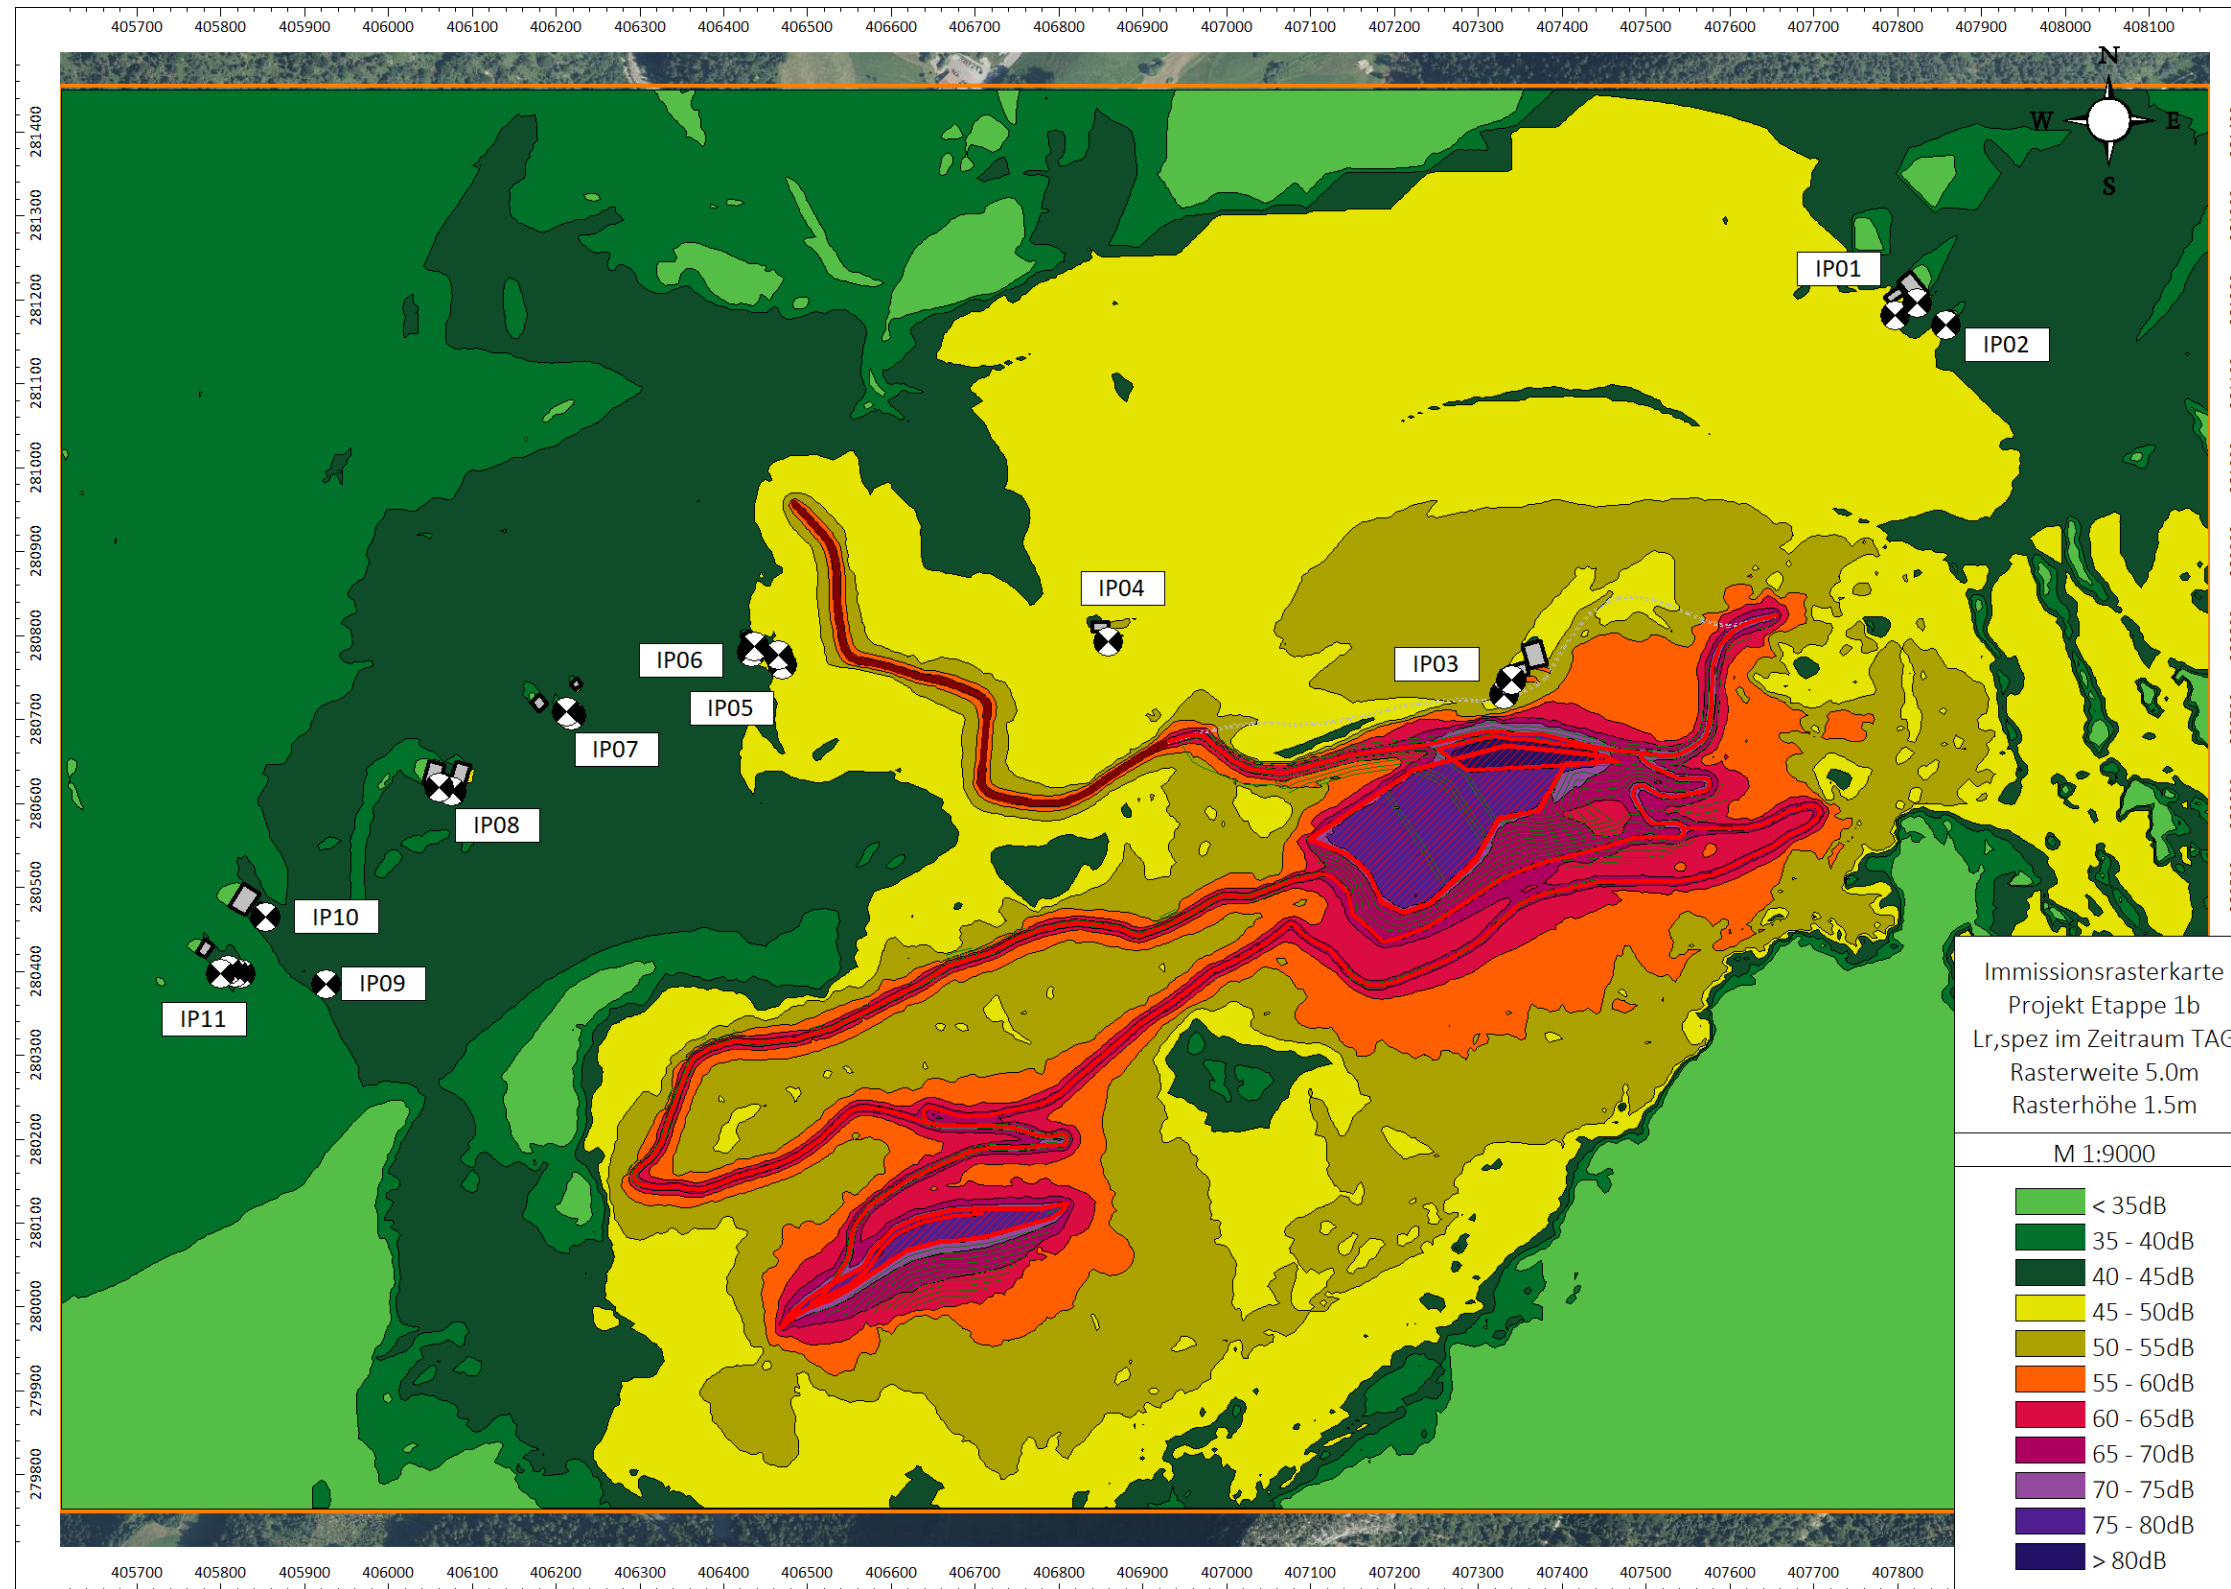 405700 405800 405900 406000 406100 406200 406300 406400 406500 406600 406700 406800 406900 407000 407100 407200 407300 407400 407500 407600 407700 407800 407900 408000 408100
N
W E
S
281400
281300
281200
281100
281000
280900
280800
280700
280600
280500
280400
280300
280200
280100
280000
279900
279800
IP01
IP02
IP04
IP06
IP03
IP05
IP07
IP08
IP10
IP09
IP11
Immissionsrasterkarte
Projekt Etappe 1b
Lr,spez im Zeitraum TAG
Rasterweite 5.0m
Rasterhöhe 1.5m
M 1:9000
< 35dB
35 - 40dB
40 - 45dB
45 - 50dB
50 - 55dB
55 - 60dB
60 - 65dB
65 - 70dB
70 - 75dB
75 - 80dB
> 80dB
405700 405800 405900 406000 406100 406200 406300 406400 406500 406600 406700 406800 406900 407000 407100 407200 407300 407400 407500 407600 407700 407800